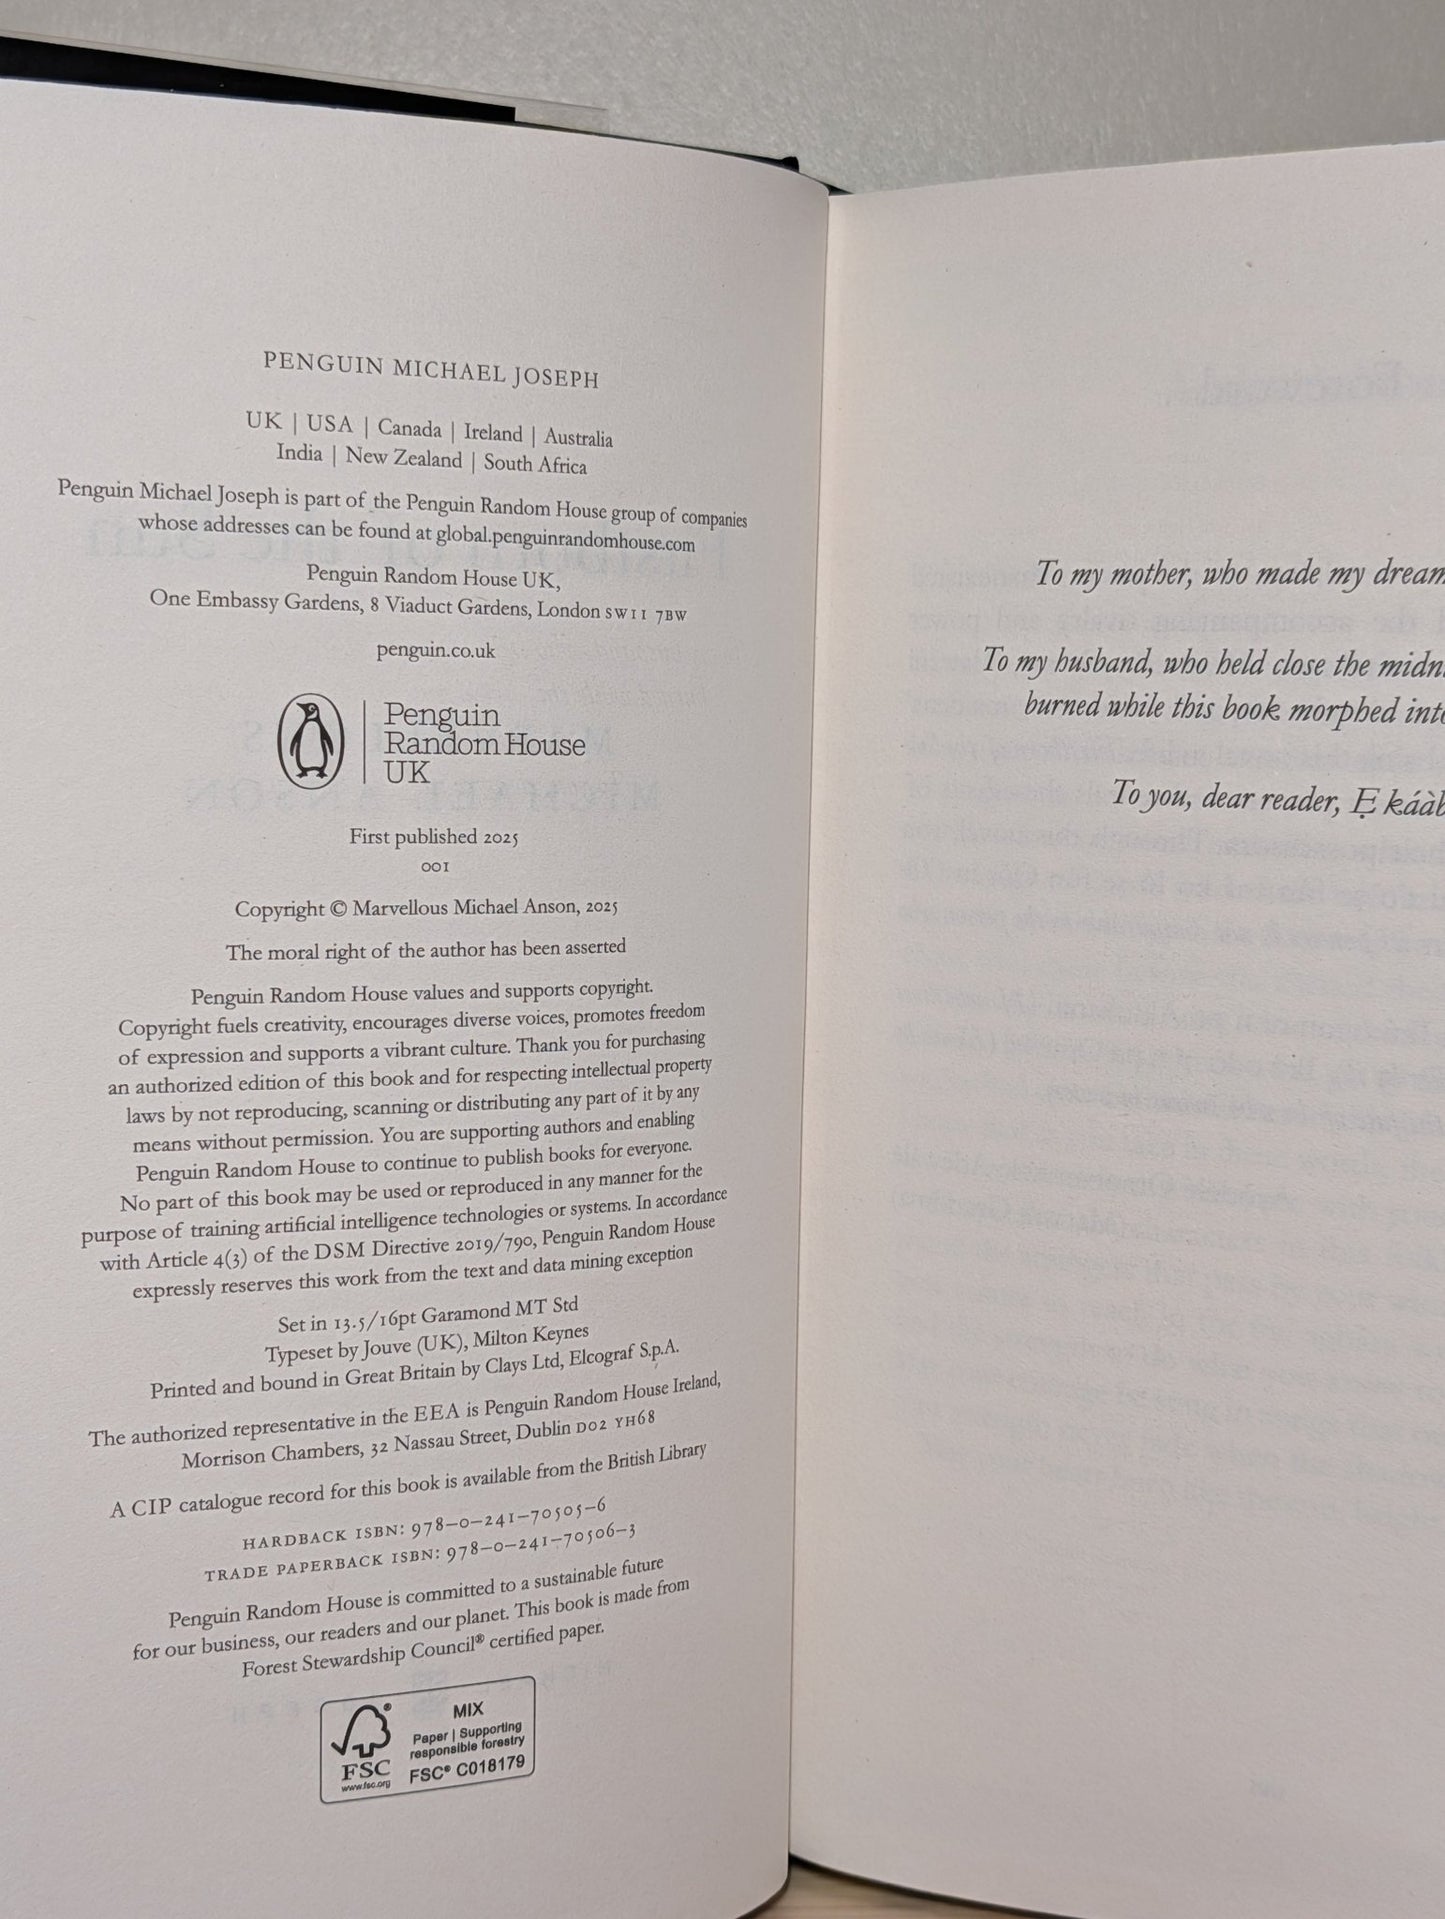 PENGUIN MICHAEL JOSEPH
UK | USA | Canada | Ireland | Australia
India | New Zealand | South Africa
Penguin Michael Joseph is part of the Penguin Random House group of companies
whose addresses can be found at global.penguinrandomhouse.com
Penguin Random House UK,
One Embassy Gardens, 8 Viaduct Gardens, London SW11 7BW
penguin.co.uk
Penguin
Random House
UK
First published 2025
001
Copyright © Marvellous Michael Anson, 2025
The moral right of the author has been asserted
Penguin Random House values and supports copyright.
Copyright fuels creativity, encourages diverse voices, promotes freedom
of expression and supports a vibrant culture. Thank you for purchasing
an authorized edition of this book and for respecting intellectual property
laws by not reproducing, scanning or distributing any part of it by any
means without permission. You are supporting authors and enabling
Penguin Random House to continue to publish books for everyone.
No part of this book may be used or reproduced in any manner for the
purpose of training artificial intelligence technologies or systems. In accordance
with Article 4(3) of the DSM Directive 2019/790, Penguin Random House
expressly reserves this work from the text and data mining exception
Set in 13.5/16pt Garamond MT Std
Typeset by Jouve (UK), Milton Keynes
Printed and bound in Great Britain by Clays Ltd, Elcograf S.p.A.
The authorized representative in the EEA is Penguin Random House Ireland,
Morrison Chambers, 32 Nassau Street, Dublin D02 YH68
A CIP catalogue record for this book is available from the British Library
HARDBACK ISBN: 978–0–241–70505–6
TRADE PAPERBACK ISBN: 978–0–241–70506–3
Penguin Random House is committed to a sustainable future
for our business, our readers and our planet. This book is made from
Forest Stewardship Council® certified paper.
FSC
www.fsc.org
MIX
Paper | Supporting
responsible forestry
FSC® C018179
To my mother, who made my dream
To my husband, who held close the
burned while this book morphed
To you, dear reader, Ẹ